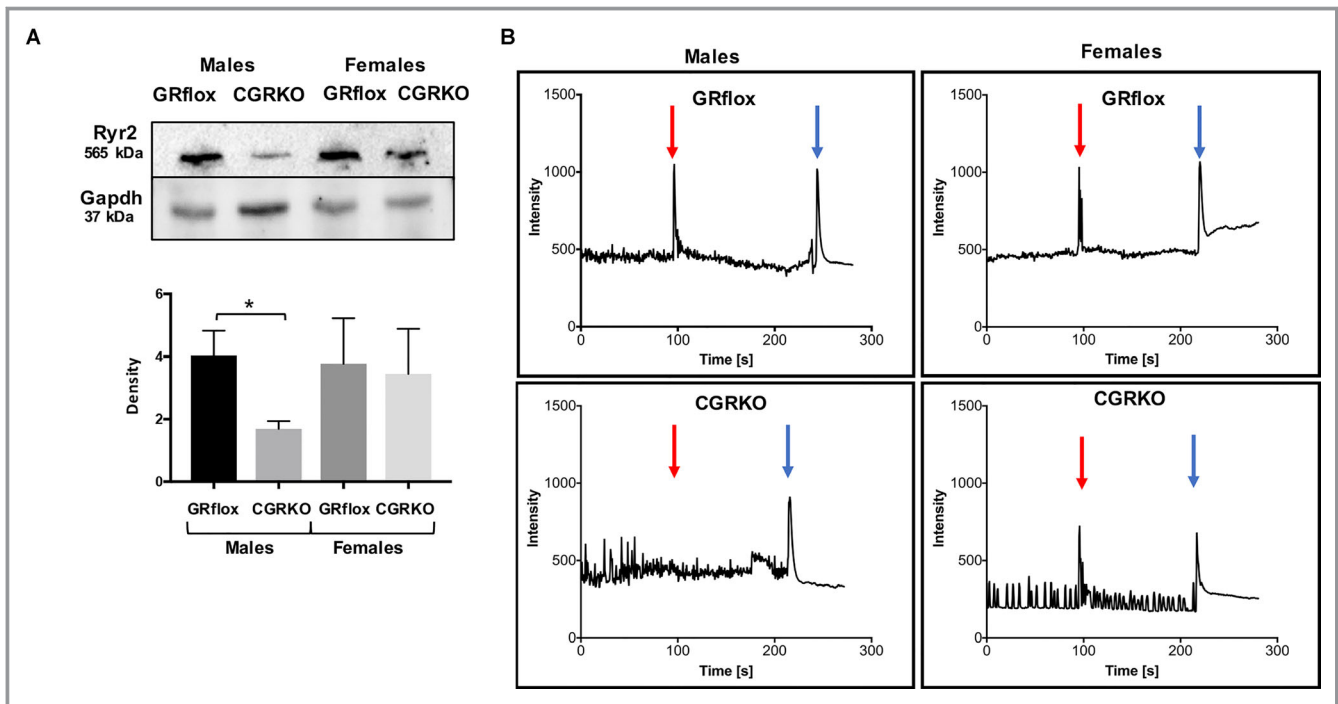 A
Males Females
GRflox CGRKO GRflox CGRKO
Ryr2
565 kDa
Gapdh
37 kDa
6
*
4
2
0
Density
GRflox CGRKO GRflox CGRKO
Males Females
B
Males
Females
GRflox
1500
1000
500
0
Intensity
0 100 200 300
Time [s]
GRflox
1500
1000
500
0
Intensity
0 100 200 300
Time [s]
CGRKO
1500
1000
500
0
Intensity
0 100 200 300
Time [s]
CGRKO
1500
1000
500
0
Intensity
0 100 200 300
Time [s]